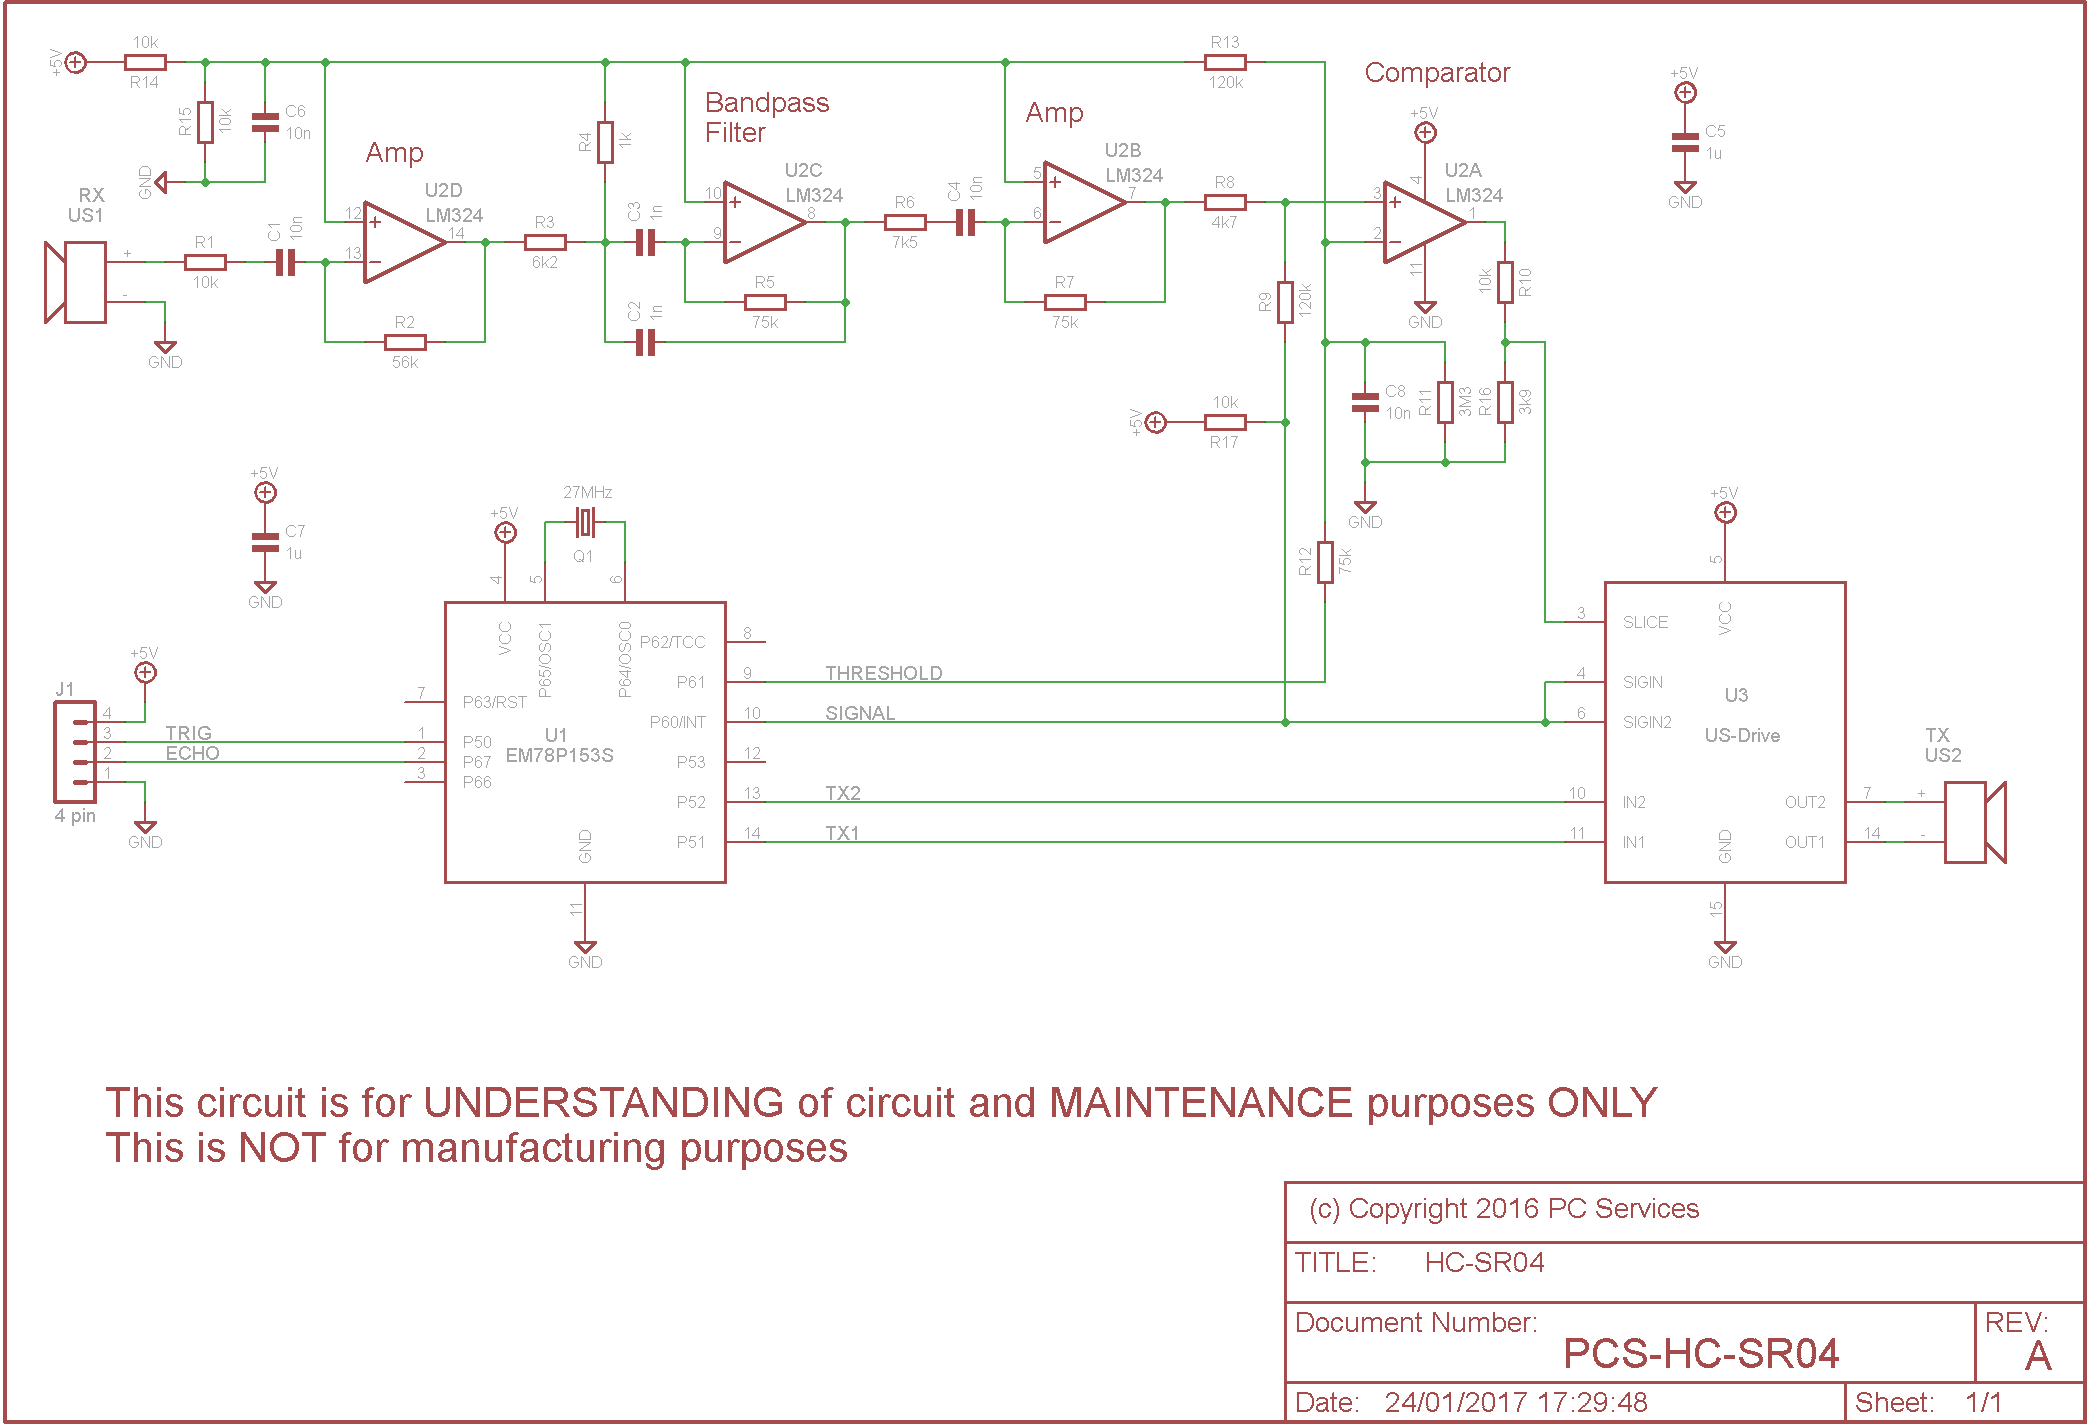 +5V
10k
R14
R15
10k
C6
10n
GND
RX
US1
+
-
GND
R1
10k
C1
10n
Amp
U2D
LM324
12
13
14
R2
56k
R3
6k2
R4
1k
C3
1n
C2
1n
Bandpass
Filter
U2C
LM324
10
9
8
R5
75k
R6
7k5
C4
10n
Amp
U2B
LM324
5
6
7
R7
75k
R13
120k
R8
4k7
R9
120k
Comparator
+5V
U2A
LM324
3
2
4
11
1
GND
R10
10k
+5V
C5
1u
GND
+5V
10k
R17
C8
10n
R11
3M3
R16
3k9
GND
R12
75k
+5V
C7
1u
GND
+5V
27MHz
Q1
4
5
6
VCC
P65/OSC1
P64/OSC0
P62/TCC
8
P61
9
THRESHOLD
P60/INT
10
SIGNAL
P53
12
P52
13
TX2
P51
14
TX1
7
P63/RST
1
P50
2
P67
3
P66
U1
EM78P153S
GND
11
GND
J1
4
3
2
1
4 pin
+5V
GND
TRIG
ECHO
+5V
5
VCC
3
SLICE
4
SIGIN
6
SIGIN2
U3
US-Drive
10
IN2
11
IN1
OUT2
7
OUT1
14
GND
15
GND
TX
US2
+
-
This circuit is for UNDERSTANDING of circuit and MAINTENANCE purposes ONLY
This is NOT for manufacturing purposes
(c) Copyright 2016 PC Services
TITLE: HC-SR04
Document Number:
PCS-HC-SR04
REV:
A
Date: 24/01/2017 17:29:48
Sheet: 1/1